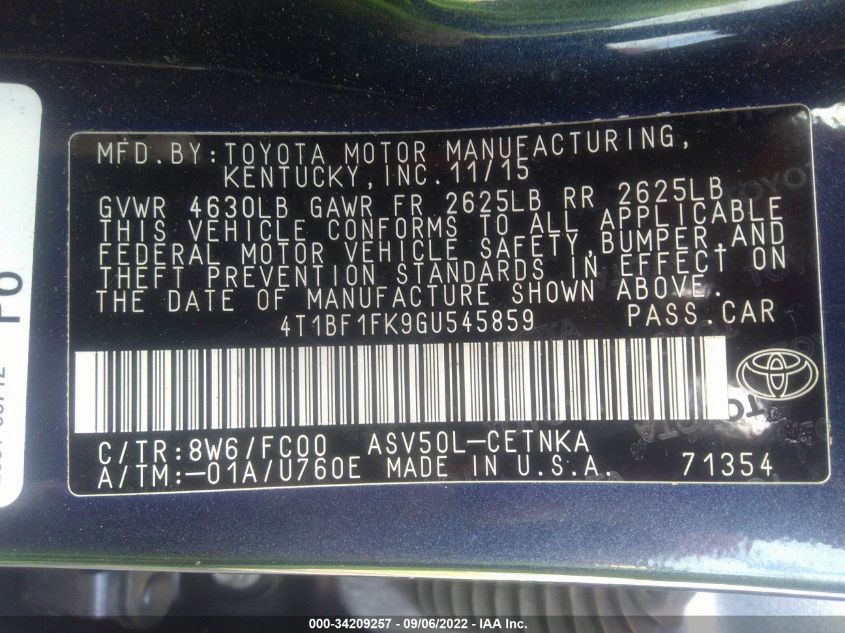 MFD.BY:TOYOTA MOTOR MANUFACTURING,
KENTUCKY,INC.11/15
GVWR 4630LB GAWR FR 2625LB RR 2625LB
THIS VEHICLE CONFORMS TO ALL APPLICABLE
FEDERAL MOTOR VEHICLE SAFETY,BUMPER,AND
THEFT PREVENTION STANDARDS IN EFFECT ON
THE DATE OF MANUFACTURE SHOWN ABOVE.
4T1BF1FK9GU545859 PASS.CAR
C/TR:8W6/FC00 ASV50L-CETNKA
A/TM:-01A/U760E MADE IN U.S.A. 71354
000-34209257 - 09/06/2022 - IAA Inc.